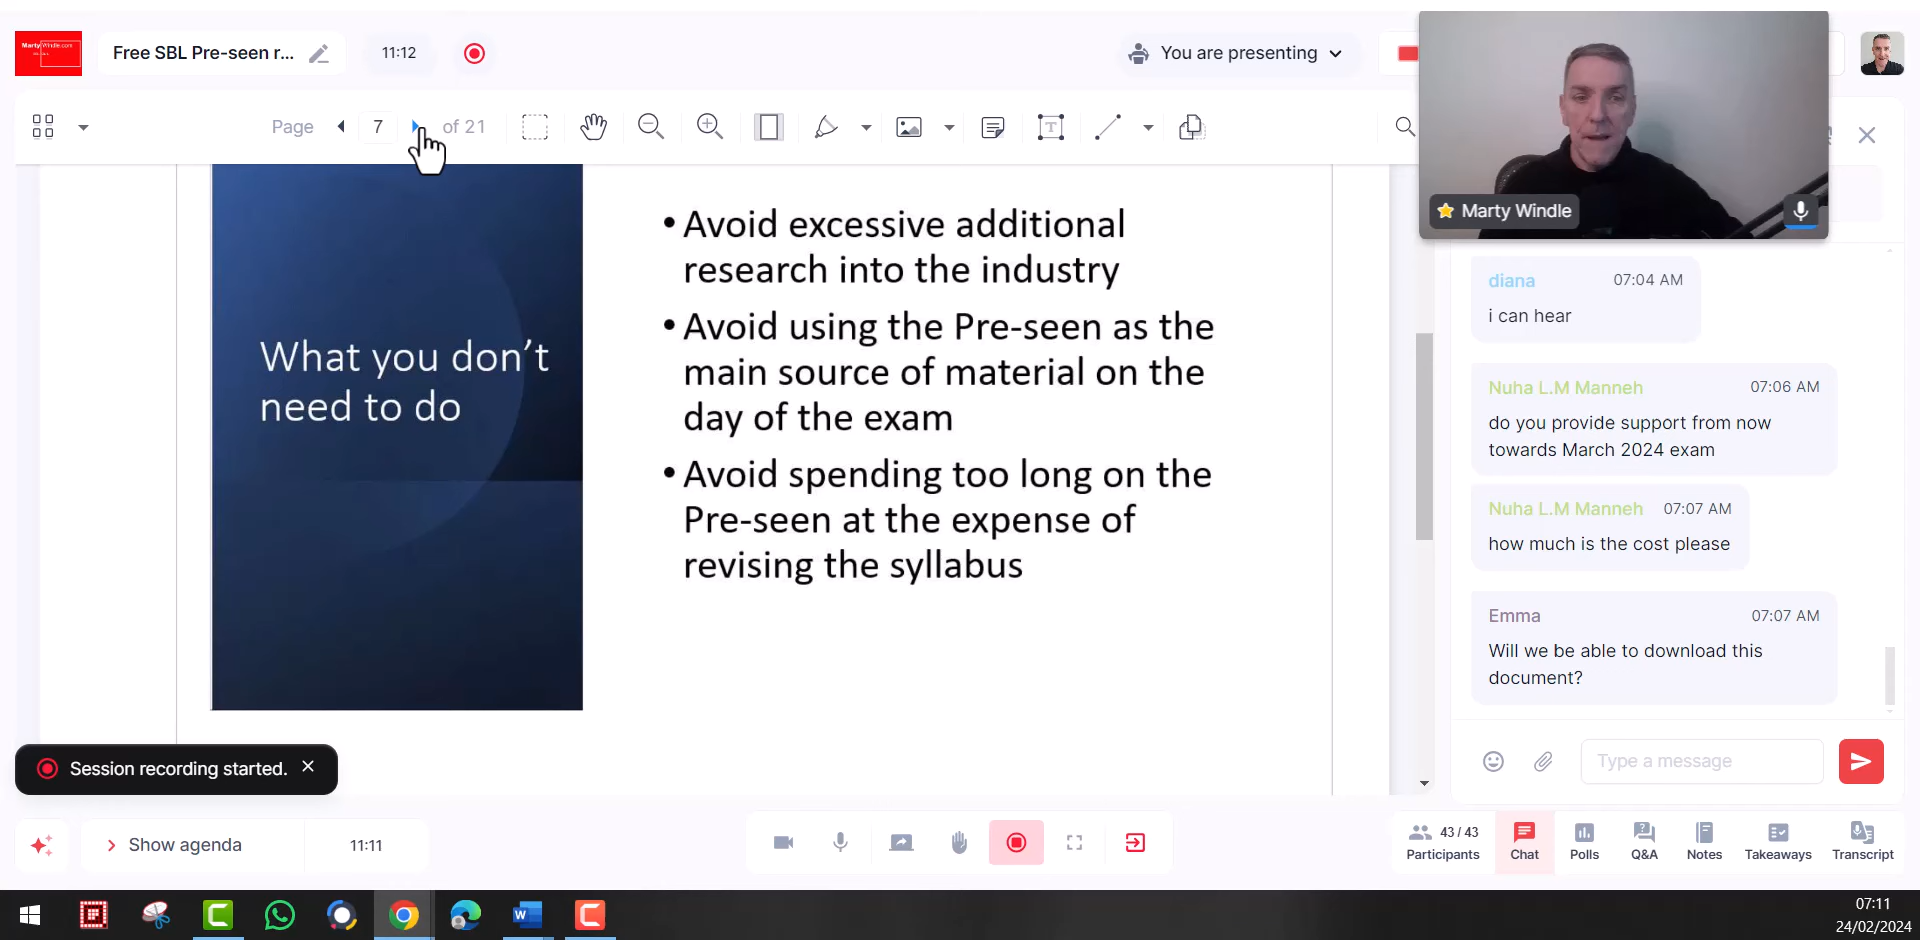 MartyWindle.com
Free SBL Pre-seen r...
11:12
You are presenting
Page
7
of 21
T
What you don't
need to do
• Avoid excessive additional
research into the industry
• Avoid using the Pre-seen as the
main source of material on the
day of the exam
• Avoid spending too long on the
Pre-seen at the expense of
revising the syllabus
Marty Windle
diana
07:04 AM
i can hear
Nuha L.M Manneh
07:06 AM
do you provide support from now
towards March 2024 exam
Nuha L.M Manneh
07:07 AM
how much is the cost please
Emma
07:07 AM
Will we be able to download this
document?
Type a message
Session recording started.
Show agenda
11:11
43 / 43
Participants
Chat
Polls
Q&A
Notes
Takeaways
Transcript
07:11
24/02/2024